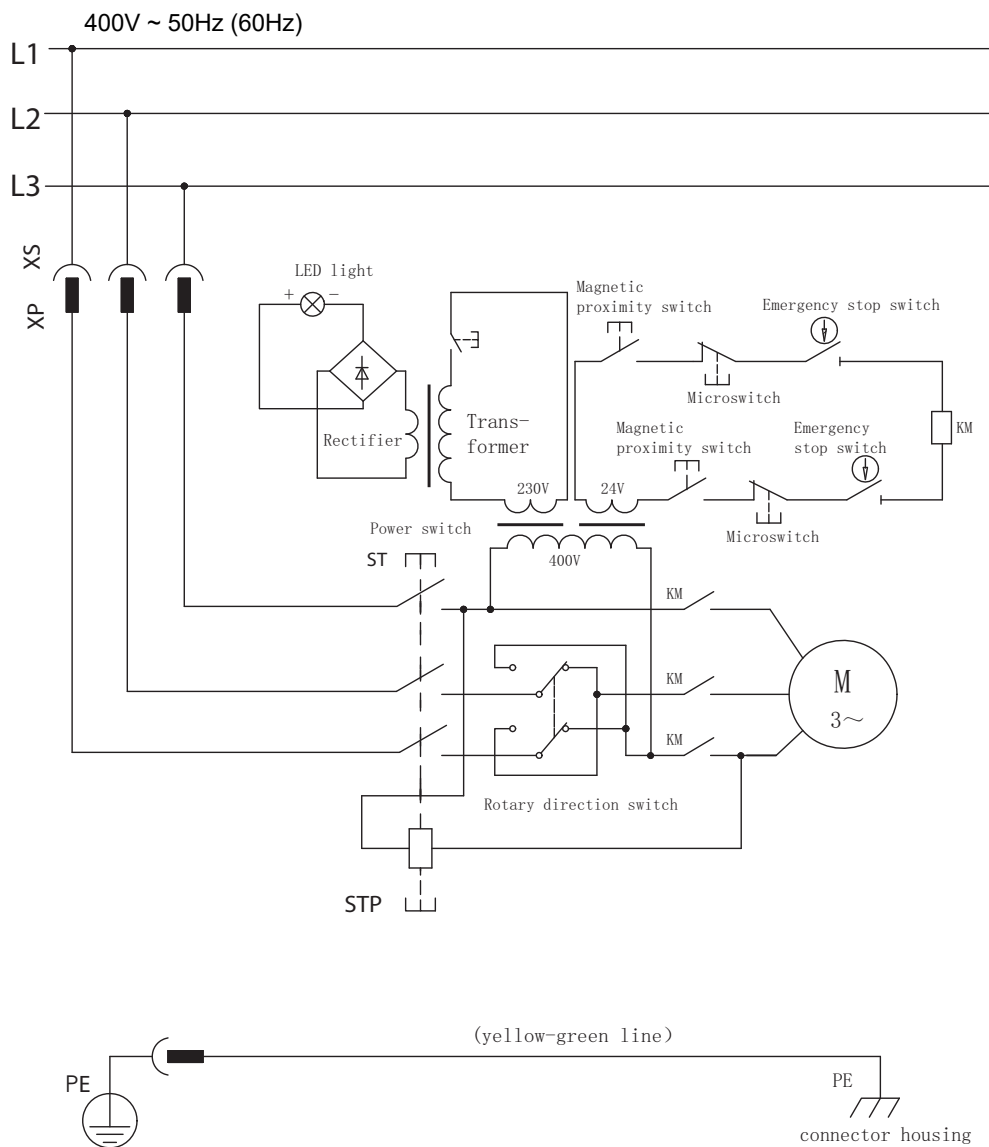 400V ~ 50Hz (60Hz)
L1
L2
L3
XS
XP
LED light
+ -
Rectifier
Trans-
former
Magnetic
proximity switch
Emergency stop switch
Microswitch
KM
Magnetic
proximity switch
Emergency
stop switch
Microswitch
230V
24V
400V
Power switch
ST
KM
KM
KM
M
3~
Rotary direction switch
STP
(yellow-green line)
PE
PE
connector housing